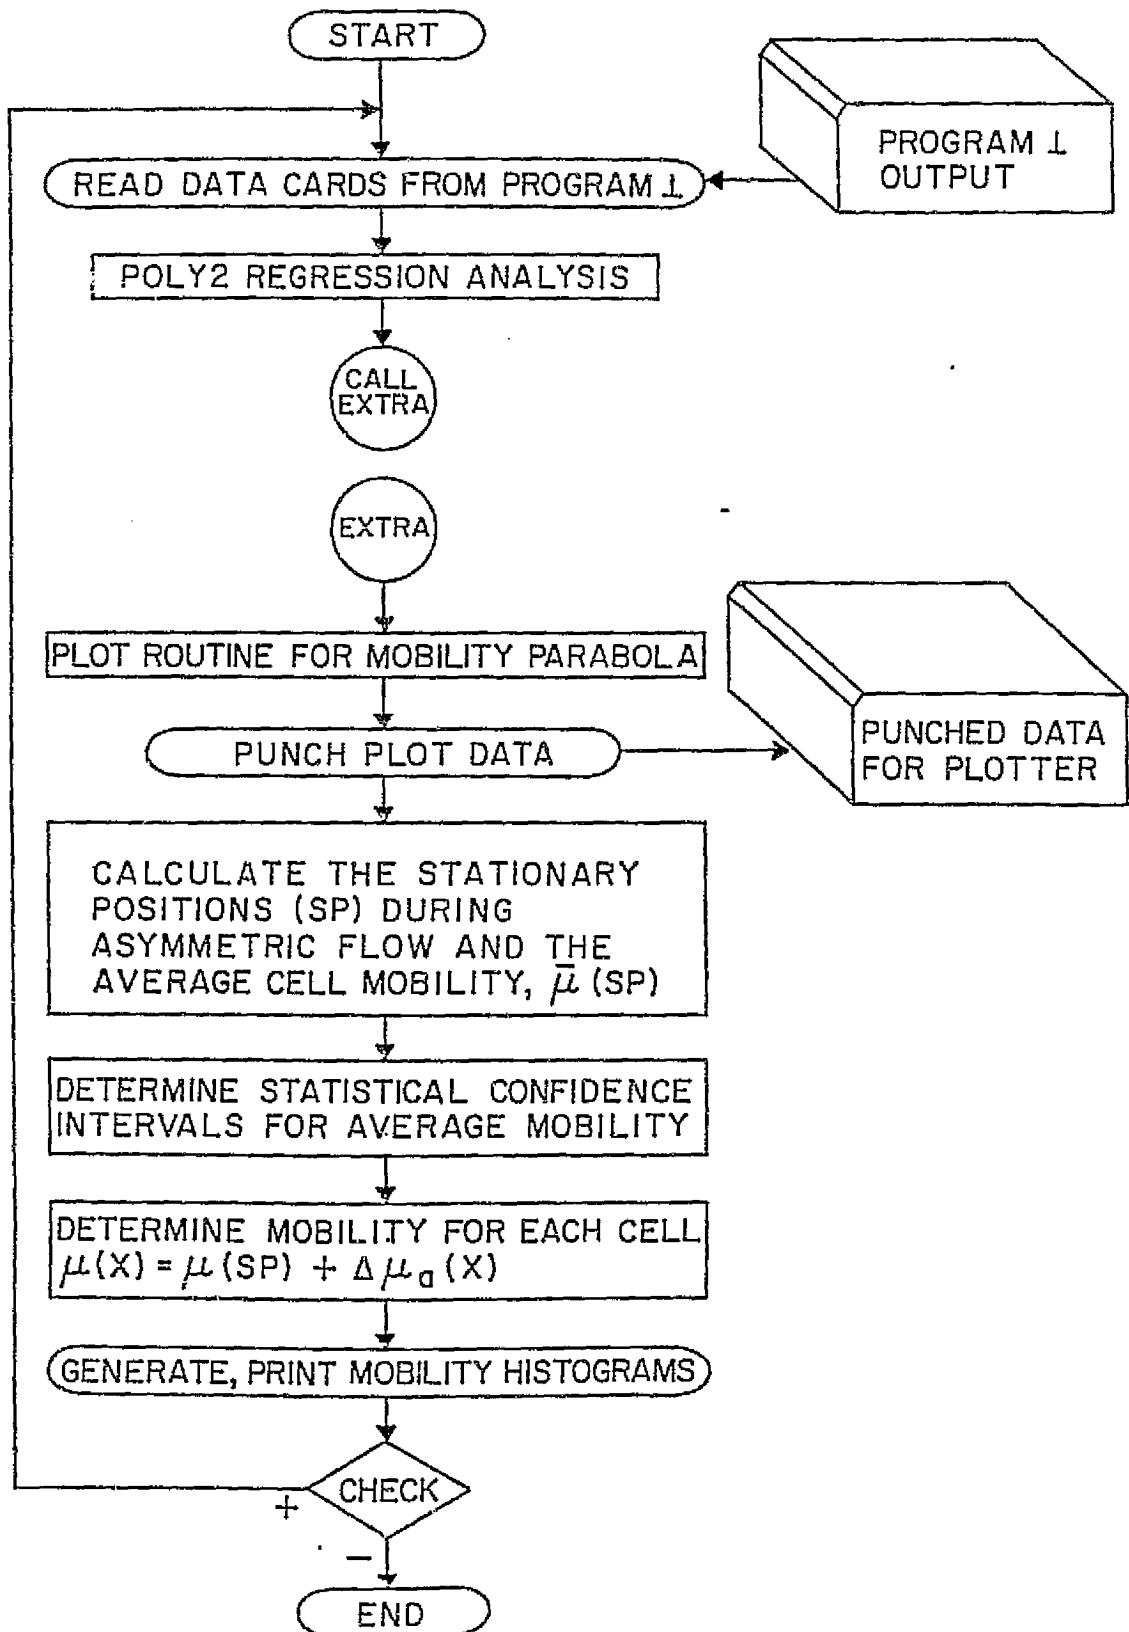 START
PROGRAM 1
OUTPUT
READ DATA CARDS FROM PROGRAM 1
POLY2 REGRESSION ANALYSIS
CALL
EXTRA
EXTRA
PLOT ROUTINE FOR MOBILITY PARABOLA
PUNCH PLOT DATA
PUNCHED DATA
FOR PLOTTER
CALCULATE THE STATIONARY
POSITIONS (SP) DURING
ASYMMETRIC FLOW AND THE
AVERAGE CELL MOBILITY, μ̄ (SP)
DETERMINE STATISTICAL CONFIDENCE
INTERVALS FOR AVERAGE MOBILITY
DETERMINE MOBILITY FOR EACH CELL
μ(X) = μ(SP) + Δμₐ(X)
GENERATE, PRINT MOBILITY HISTOGRAMS
CHECK
+
−
END